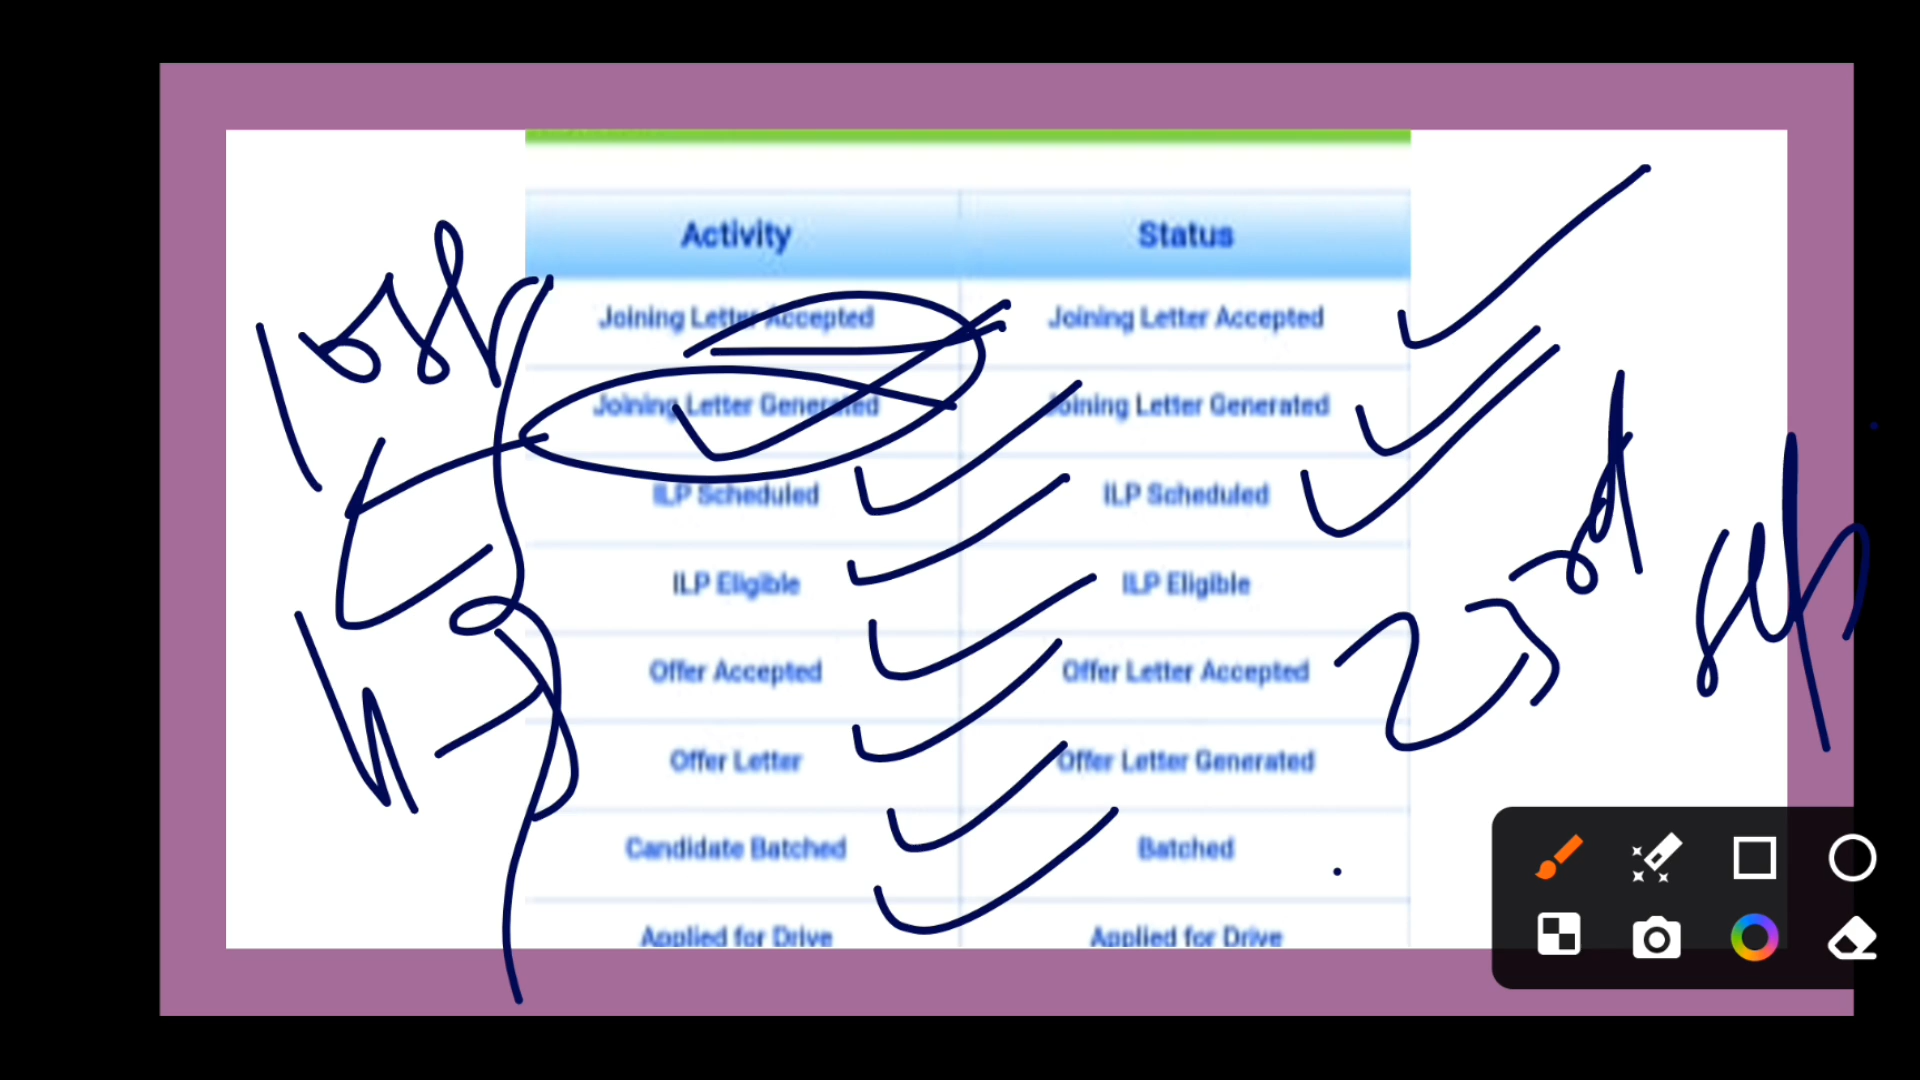 Activity Status
Joining Letter Accepted Joining Letter Accepted
Joining Letter Generated Joining Letter Generated
ILP Scheduled ILP Scheduled
ILP Eligible ILP Eligible
Offer Accepted Offer Letter Accepted
Offer Letter Offer Letter Generated
Candidate Batched Batched
Applied for Drive Applied for Drive
23rd